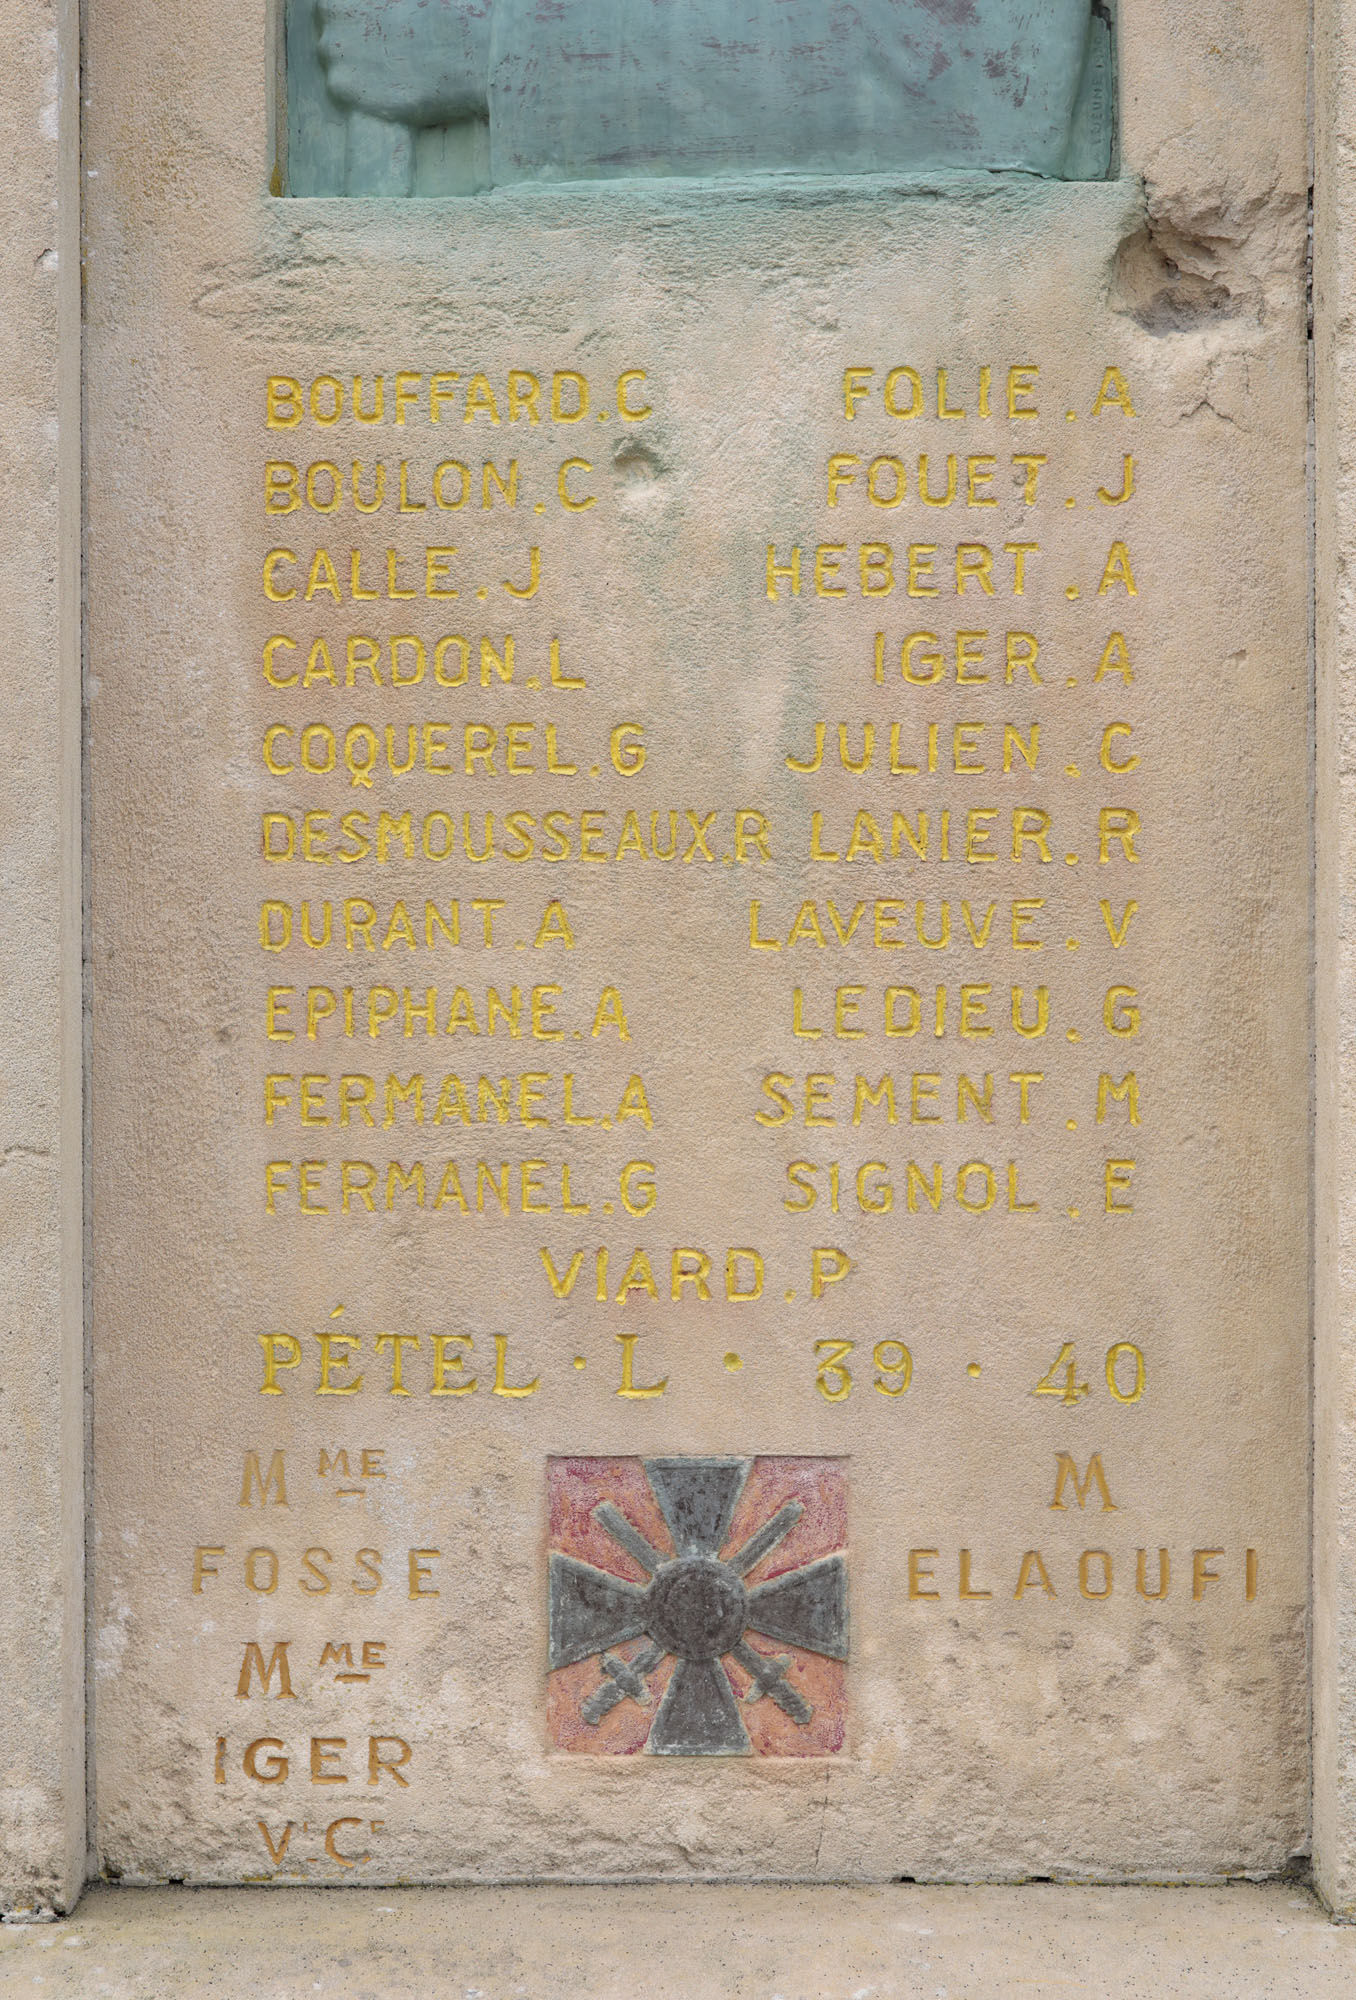 BOUFFARD.C FOLIE.A
BOULON.C FOUET.J
CALLE.J HEBERT.A
CARDON.L IGER.A
COQUEREL.G JULIEN.C
DESMOUSSEAUX.R LANIER.R
DURANT.A LAVEUVE.V
EPIPHANE.A LEDIEU.G
FERMANEL.A SEMENT.M
FERMANEL.G SIGNOL.E
VIARD.P
PÉTEL·L·39·40
MME M
FOSSE ELAOUFI
MME
IGER